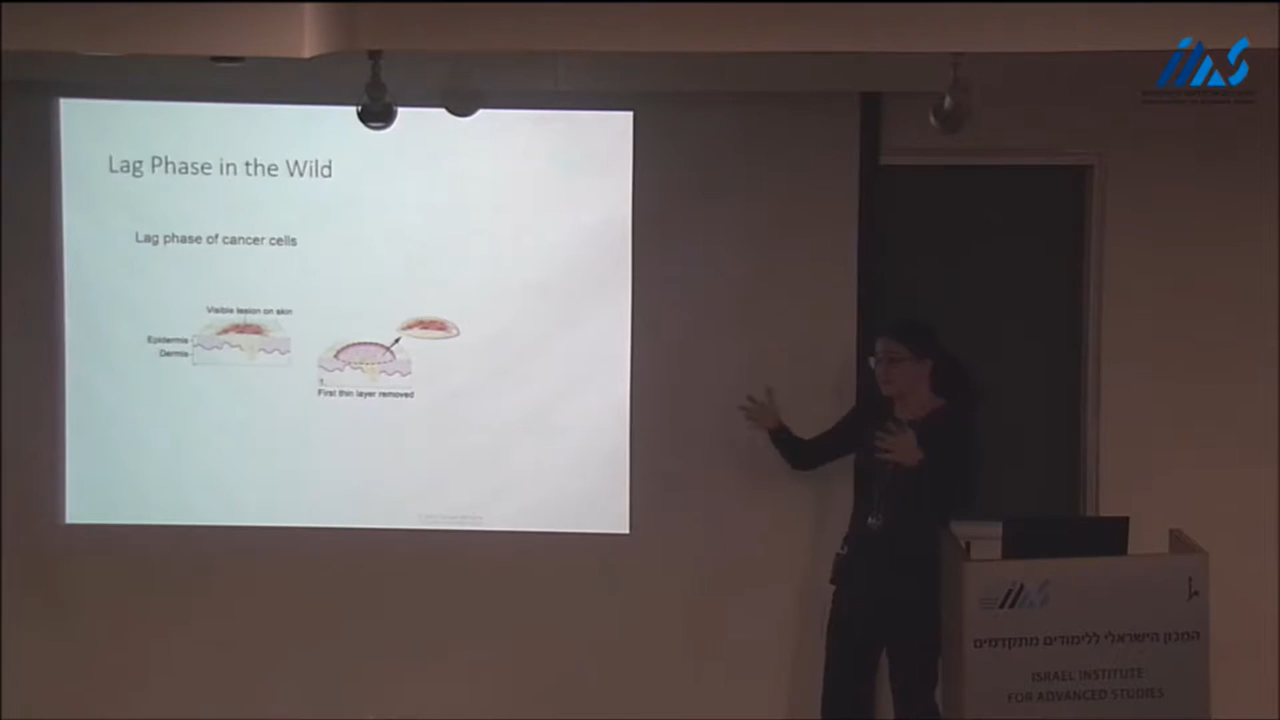 Lag Phase in the Wild
Lag phase of cancer cells
Visible lesion on skin
Epidermis
Dermis
1.
First thin layer removed
המכון הישראלי ללימודים מתקדמים
ISRAEL INSTITUTE
FOR ADVANCED STUDIES